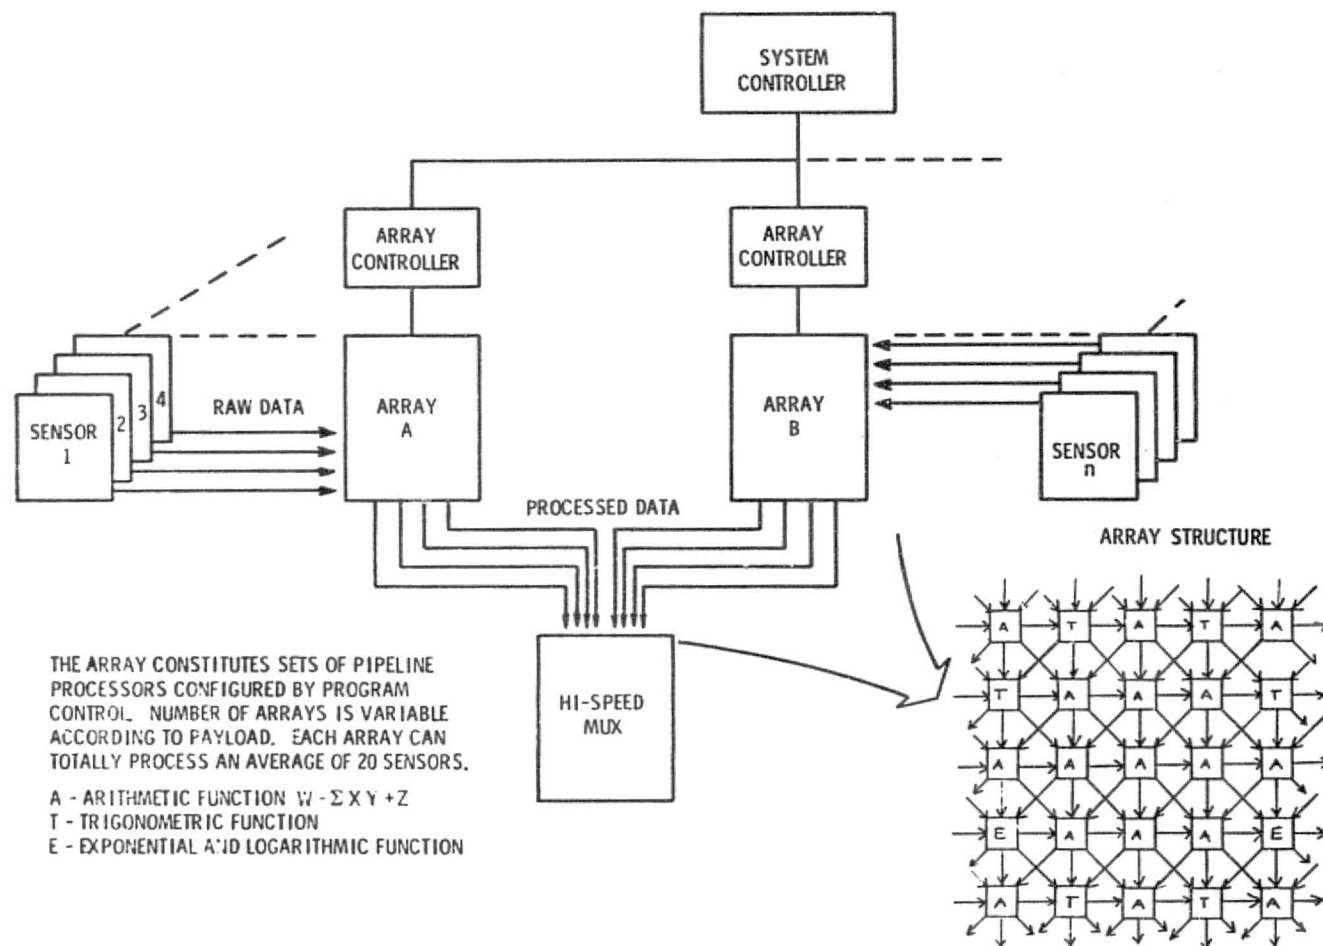 SYSTEM
CONTROLLER
ARRAY
CONTROLLER
ARRAY
CONTROLLER
SENSOR
1
2
3
4
RAW DATA
ARRAY
A
ARRAY
B
SENSOR
n
PROCESSED DATA
HI-SPEED
MUX
ARRAY STRUCTURE
A T A T A
T A A A T
A A A A A
E A A A E
A T A T A
THE ARRAY CONSTITUTES SETS OF PIPELINE
PROCESSORS CONFIGURED BY PROGRAM
CONTROL. NUMBER OF ARRAYS IS VARIABLE
ACCORDING TO PAYLOAD. EACH ARRAY CAN
TOTALLY PROCESS AN AVERAGE OF 20 SENSORS.
A - ARITHMETIC FUNCTION W - Σ X Y + Z
T - TRIGONOMETRIC FUNCTION
E - EXPONENTIAL AND LOGARITHMIC FUNCTION